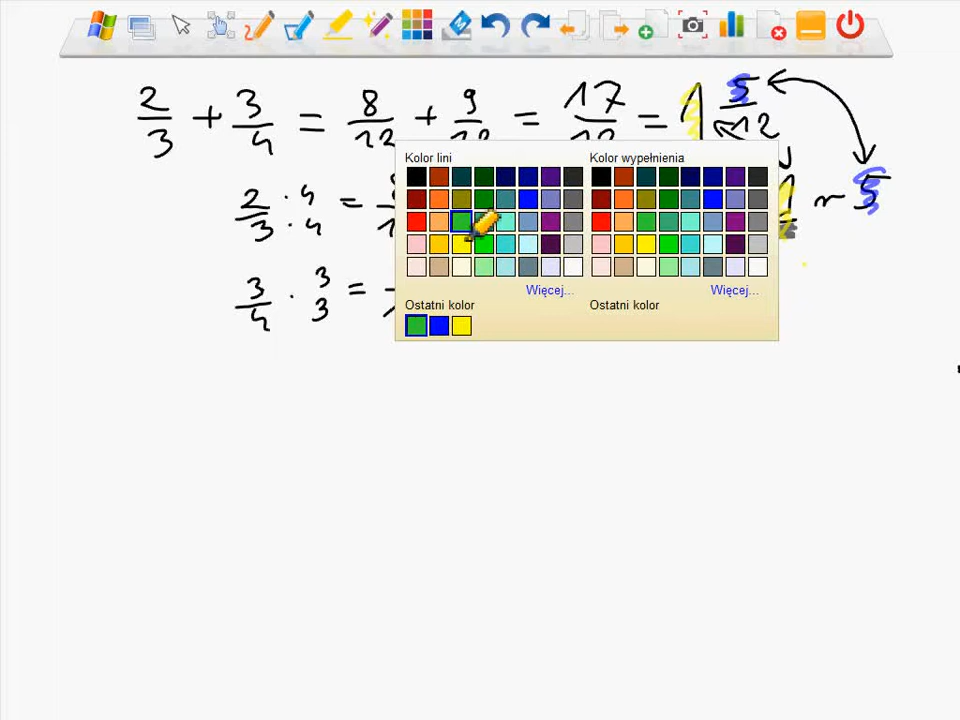 2/3 + 3/4 = 8/12 + 9/12 = 17/12 = 1 5/12
Kolor lini
Kolor wypełnienia
2/3 · 4/4 =
~ 5
3/4 · 3/3 =
Więcej...
Więcej...
Ostatni kolor
Ostatni kolor